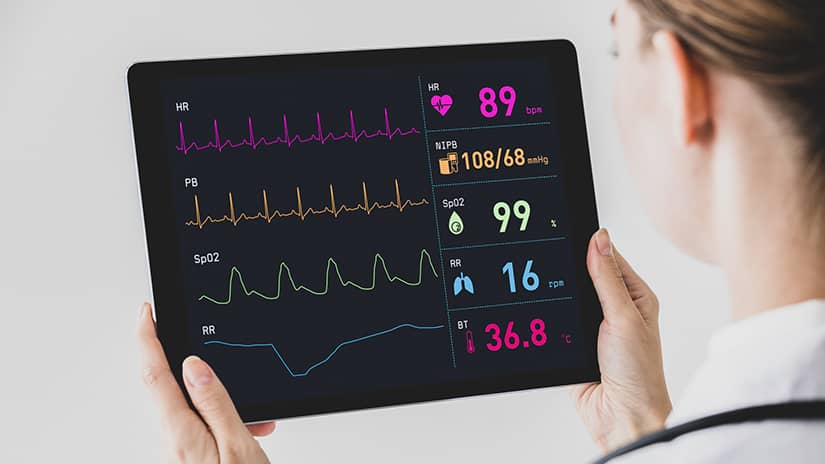 HR
PB
SpO2
RR
HR
89 bpm
NIPB
108/68 mmHg
SpO2
99 %
RR
16 rpm
BT
36.8 °C